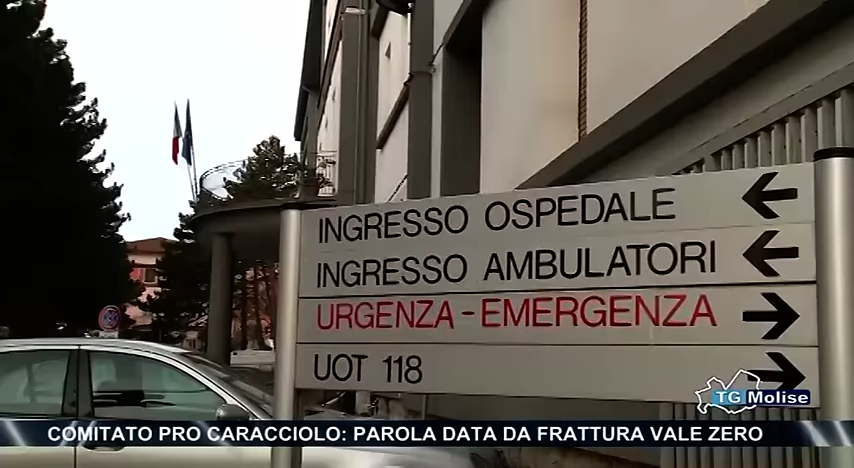 INGRESSO OSPEDALE
INGRESSO AMBULATORI
URGENZA - EMERGENZA
UOT 118
TG Molise
COMITATO PRO CARACCIOLO: PAROLA DATA DA FRATTURA VALE ZERO